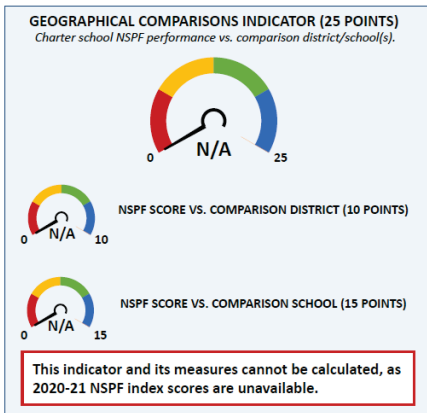 GEOGRAPHICAL COMPARISONS INDICATOR (25 POINTS)
Charter school NSPF performance vs. comparison district/school(s).
N/A
0
25
NSPF SCORE VS. COMPARISON DISTRICT (10 POINTS)
N/A
0
10
NSPF SCORE VS. COMPARISON SCHOOL (15 POINTS)
N/A
0
15
This indicator and its measures cannot be calculated, as
2020-21 NSPF index scores are unavailable.